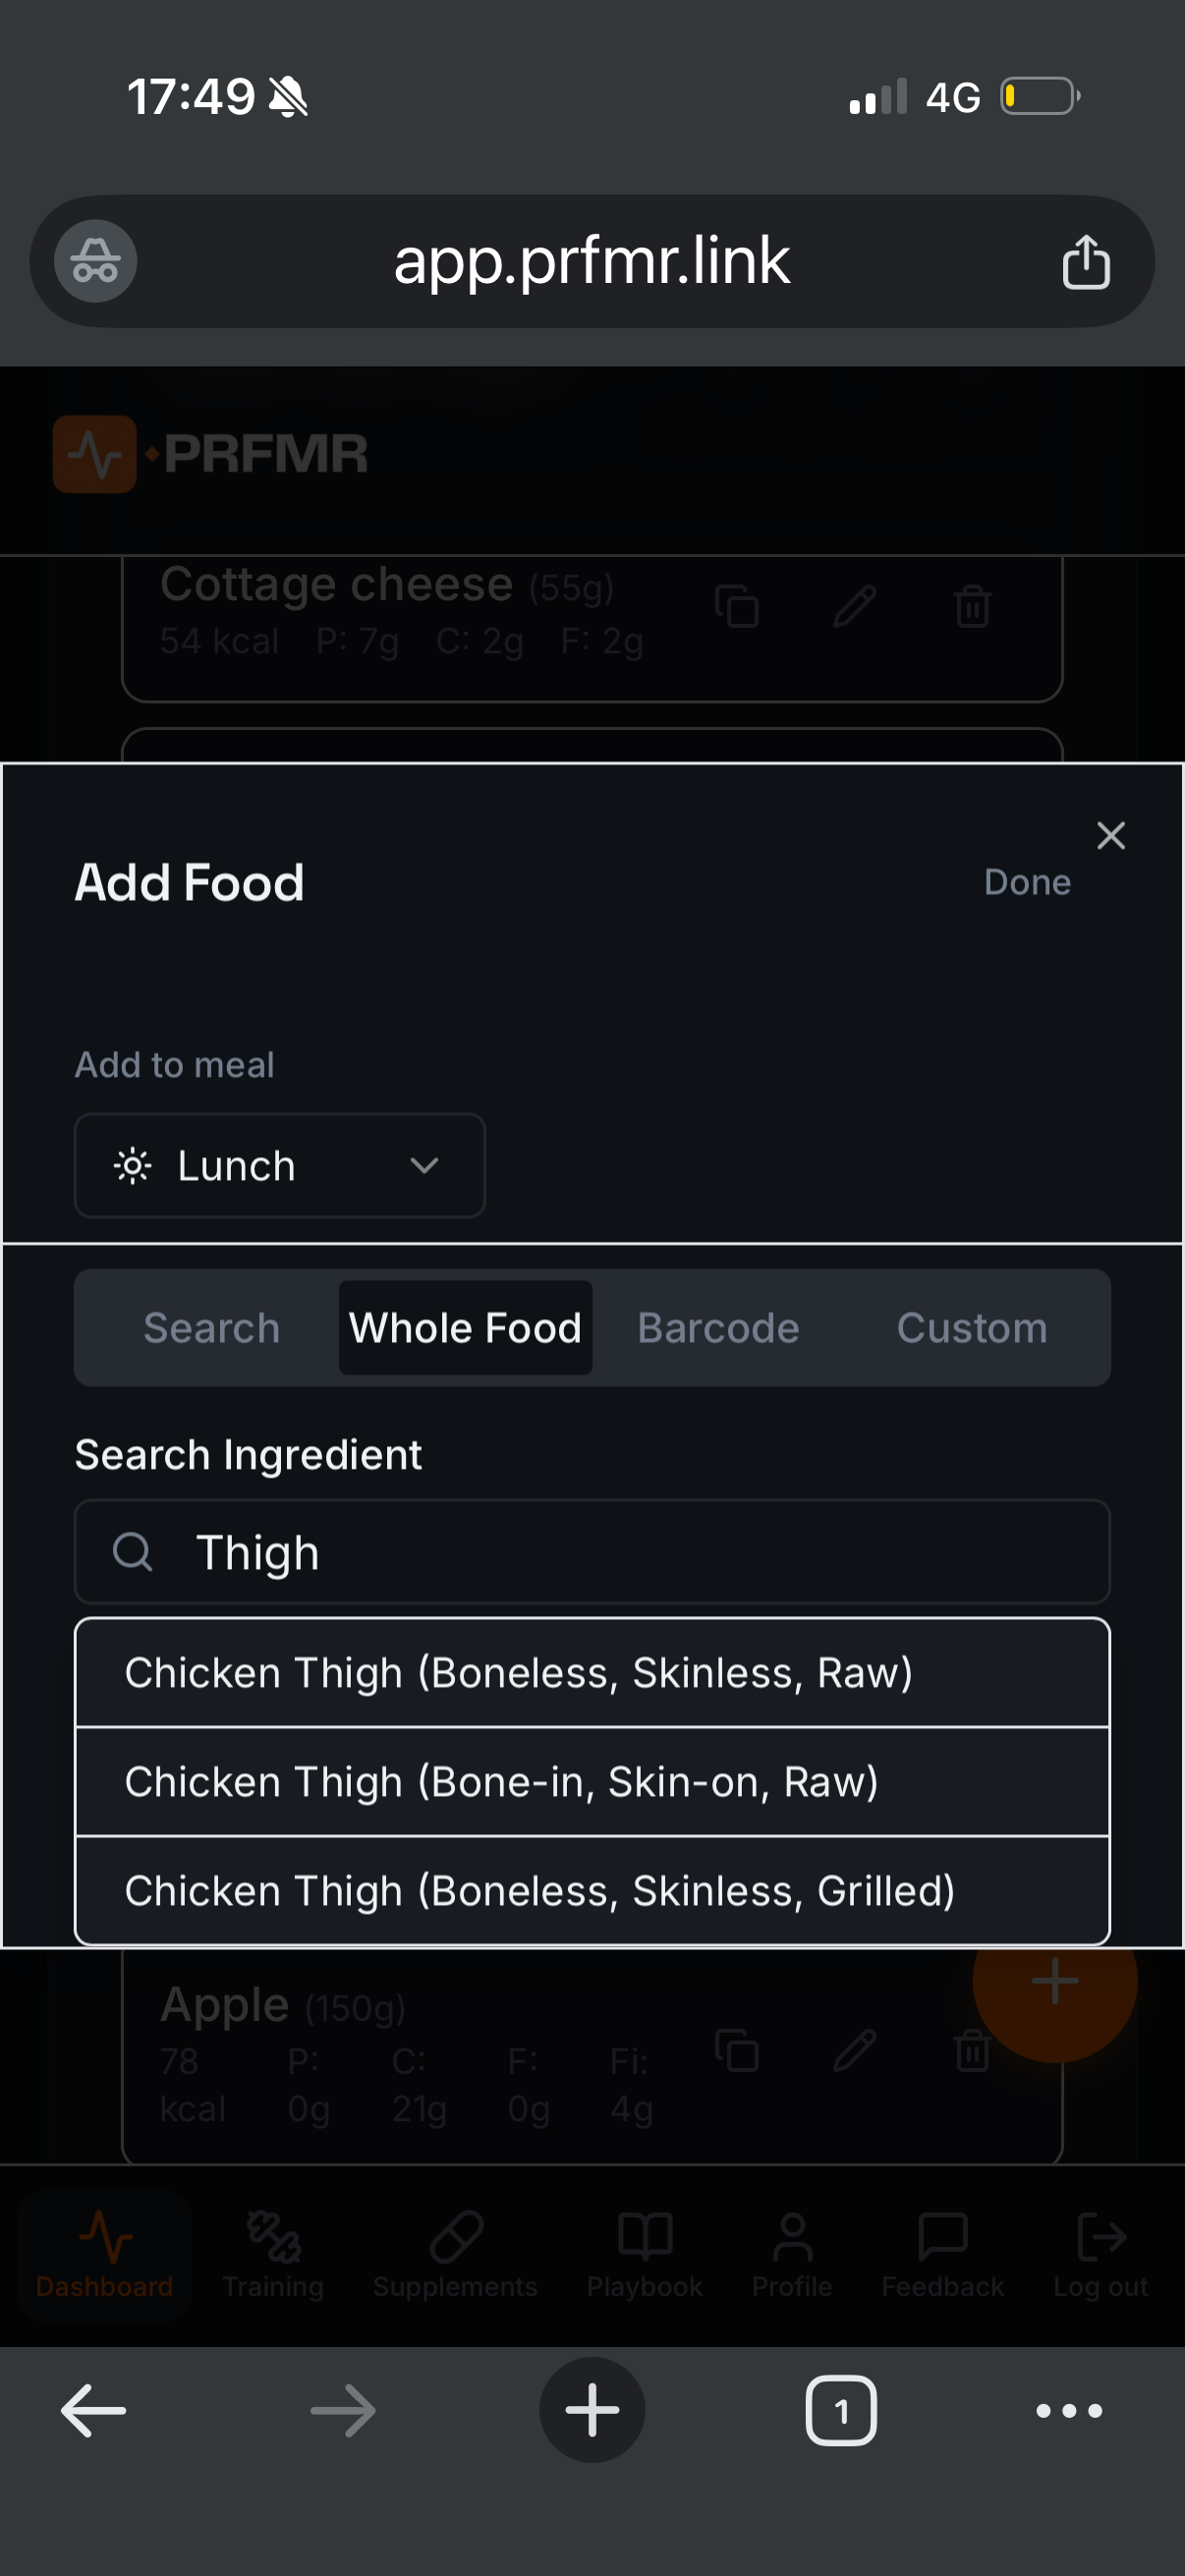 17:49
4G
app.prfmr.link
PRFMR
Cottage cheese (55g)
54 kcal P: 7g C: 2g F: 2g
Add Food
Done
Add to meal
Lunch
Search Whole Food Barcode Custom
Search Ingredient
Thigh
Chicken Thigh (Boneless, Skinless, Raw)
Chicken Thigh (Bone-in, Skin-on, Raw)
Chicken Thigh (Boneless, Skinless, Grilled)
Apple (150g)
78 P: C: F: Fi:
kcal 0g 21g 0g 4g
Dashboard Training Supplements Playbook Profile Feedback Log out
1